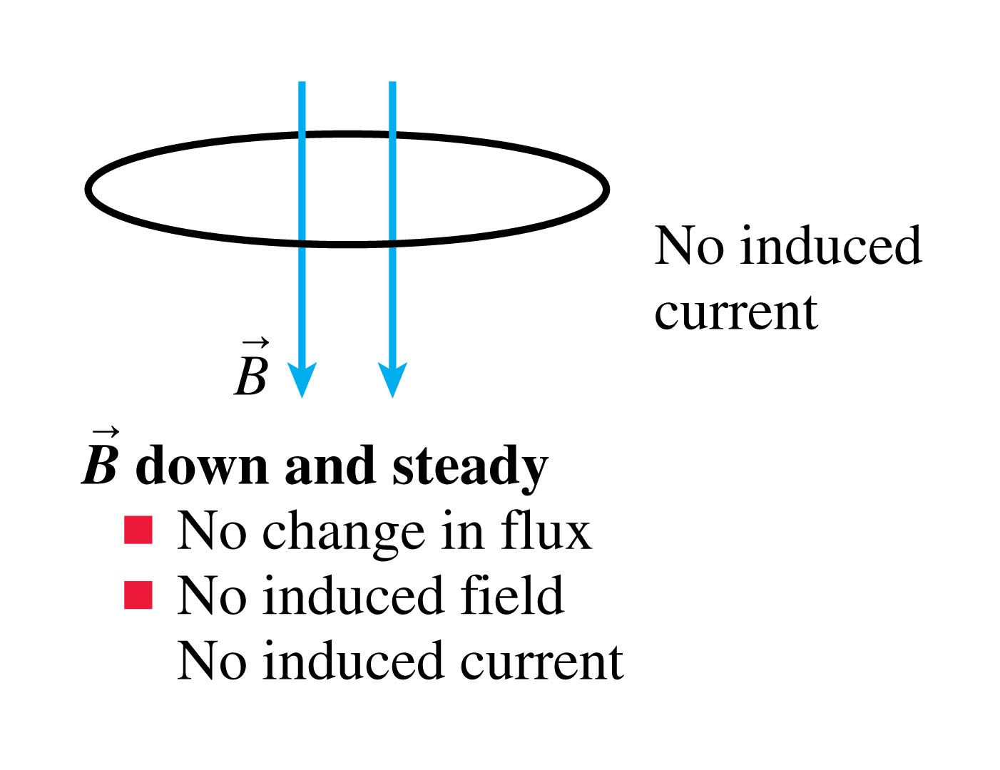 No induced
current
B⃗
B⃗ down and steady
■ No change in flux
■ No induced field
No induced current